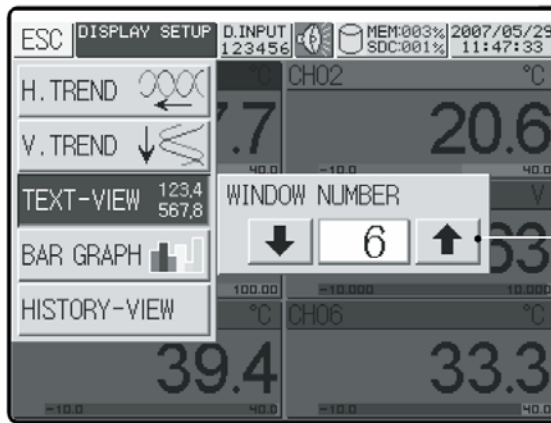 ESC DISPLAY SETUP D.INPUT 123456 MEM:003% SDC:001% 2007/05/29 11:47:33
°C CH02 °C
H.TREND
7.7 20.6
V.TREND
40.0 -10.0 40.0
TEXT-VIEW 123,4 567,8
WINDOW NUMBER V
6 63
BAR GRAPH
100.00 -10.000 10.000
HISTORY-VIEW °C CH06 °C
39.4 33.3
-10.0 40.0 -10.0 40.0